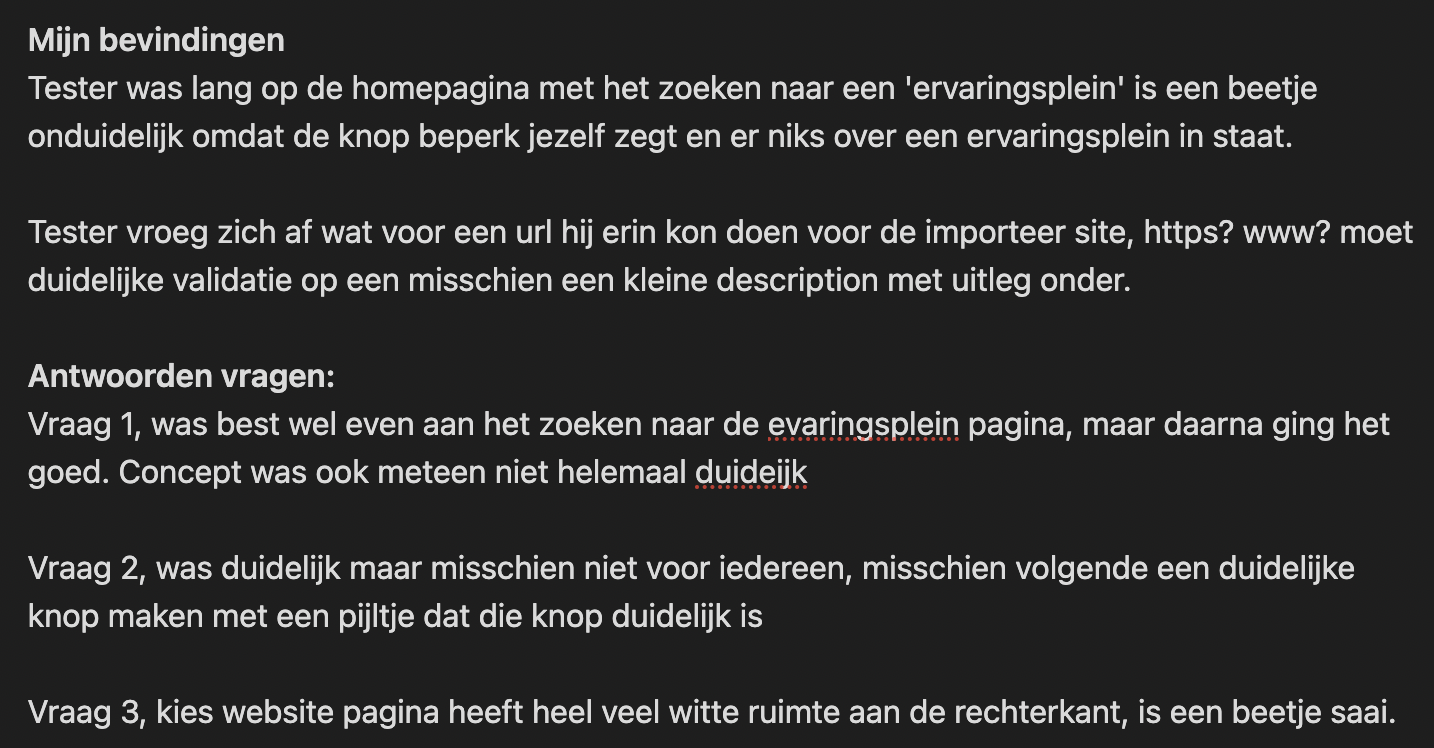 Mijn bevindingen
Tester was lang op de homepagina met het zoeken naar een 'ervaringsplein' is een beetje
onduidelijk omdat de knop beperk jezelf zegt en er niks over een ervaringsplein in staat.
Tester vroeg zich af wat voor een url hij erin kon doen voor de importeer site, https? www? moet
duidelijke validatie op een misschien een kleine description met uitleg onder.
Antwoorden vragen:
Vraag 1, was best wel even aan het zoeken naar de evaringsplein pagina, maar daarna ging het
goed. Concept was ook meteen niet helemaal duideijk
Vraag 2, was duidelijk maar misschien niet voor iedereen, misschien volgende een duidelijke
knop maken met een pijltje dat die knop duidelijk is
Vraag 3, kies website pagina heeft heel veel witte ruimte aan de rechterkant, is een beetje saai.